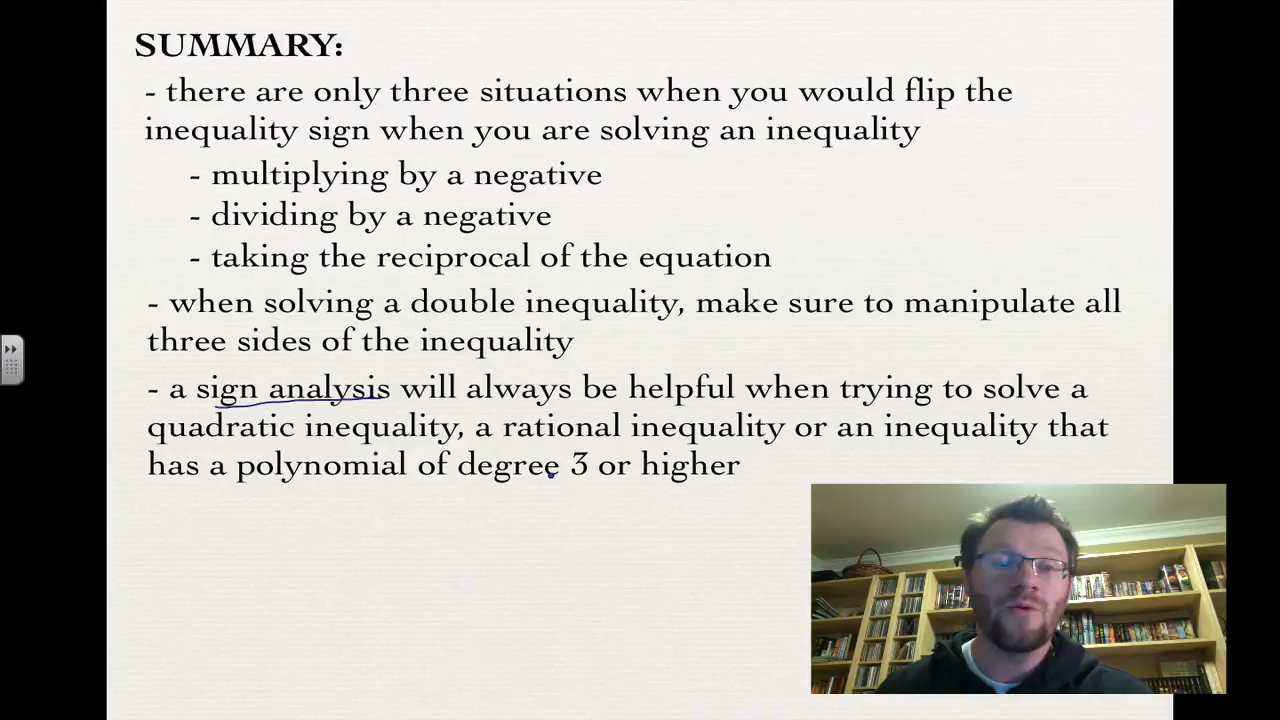 SUMMARY:
- there are only three situations when you would flip the
inequality sign when you are solving an inequality
- multiplying by a negative
- dividing by a negative
- taking the reciprocal of the equation
- when solving a double inequality, make sure to manipulate all
three sides of the inequality
- a sign analysis will always be helpful when trying to solve a
quadratic inequality, a rational inequality or an inequality that
has a polynomial of degree 3 or higher